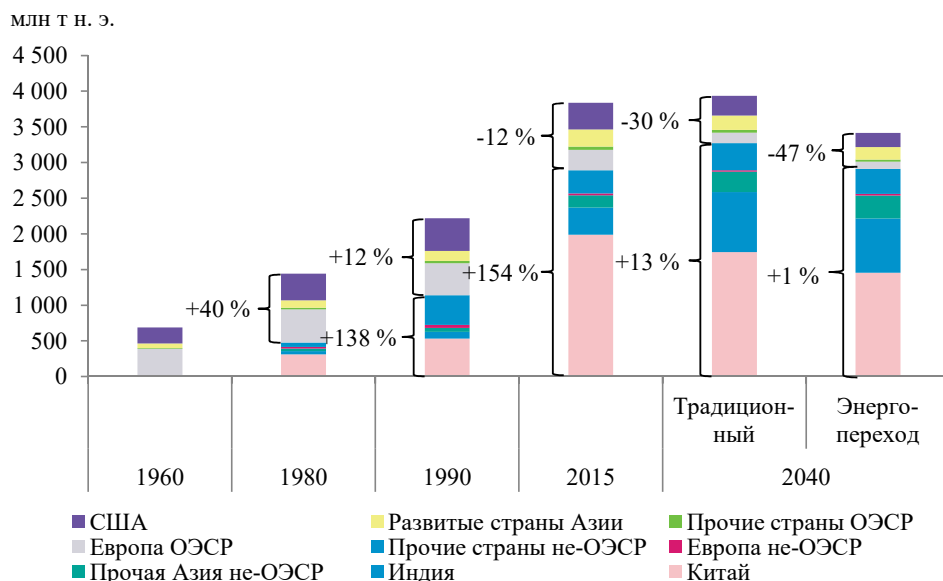 млн т н. э.
4 500
4 000
3 500
3 000
2 500
2 000
1 500
1 000
500
0
+40 %
+12 %
+138 %
-12 %
+154 %
-30 %
+13 %
-47 %
+1 %
Традицион-
ный
Энерго-
переход
1960 1980 1990 2015 2040
США Развитые страны Азии Прочие страны ОЭСР
Европа ОЭСР Прочие страны не-ОЭСР Европа не-ОЭСР
Прочая Азия не-ОЭСР Индия Китай